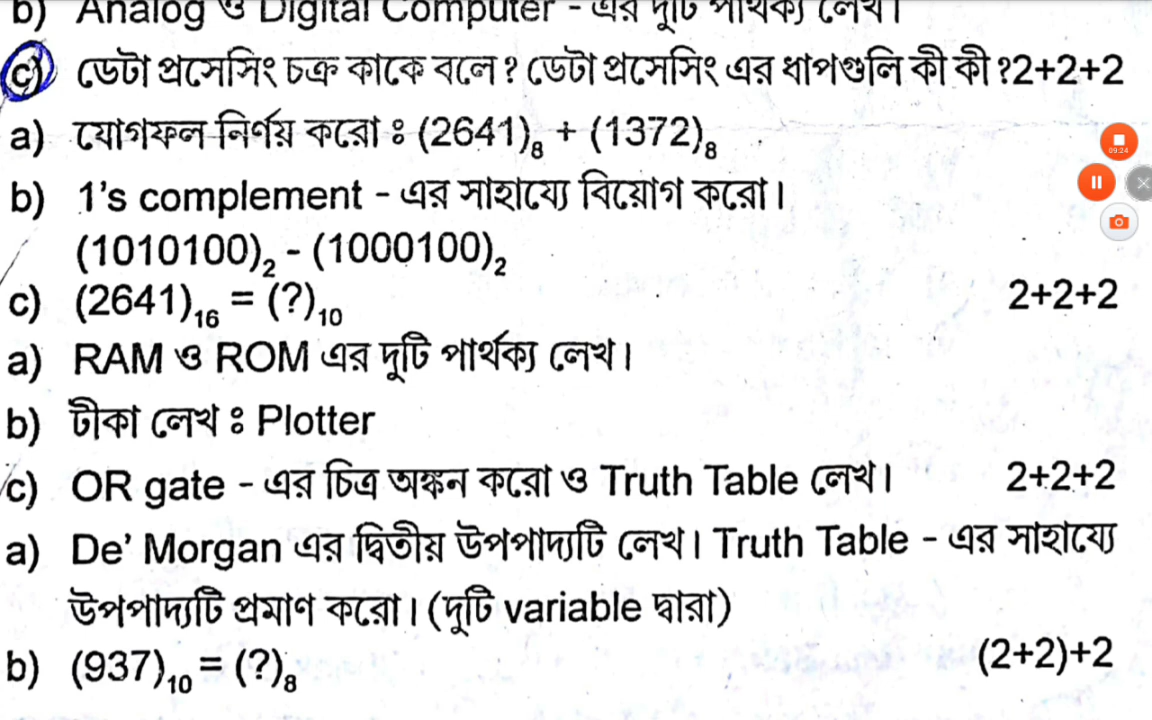 b) Analog ও Digital Computer - এর দুটি পার্থক্য লেখ।
c) ডেটা প্রসেসিং চক্র কাকে বলে ? ডেটা প্রসেসিং এর ধাপগুলি কী কী ?2+2+2
a) যোগফল নির্ণয় করো ঃ (2641)₈ + (1372)₈
09:24
b) 1's complement - এর সাহায্যে বিয়োগ করো।
(1010100)₂ - (1000100)₂
c) (2641)₁₆ = (?)₁₀ 2+2+2
a) RAM ও ROM এর দুটি পার্থক্য লেখ।
b) টীকা লেখ ঃ Plotter
c) OR gate - এর চিত্র অঙ্কন করো ও Truth Table লেখ। 2+2+2
a) De' Morgan এর দ্বিতীয় উপপাদ্যটি লেখ। Truth Table - এর সাহায্যে
উপপাদ্যটি প্রমাণ করো। (দুটি variable দ্বারা)
b) (937)₁₀ = (?)₈ (2+2)+2